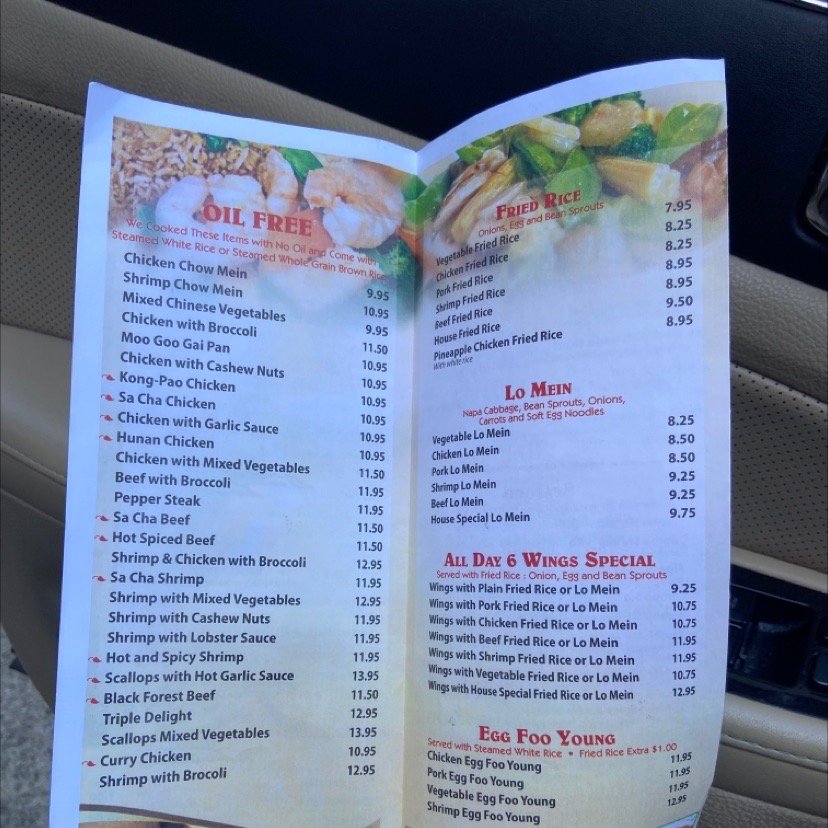 OIL FREE
We Cooked These Items with No Oil and Come with
Steamed White Rice or Steamed Whole Grain Brown Rice
Chicken Chow Mein 9.95
Shrimp Chow Mein 10.95
Mixed Chinese Vegetables 9.95
Chicken with Broccoli 11.50
Moo Goo Gai Pan 10.95
Chicken with Cashew Nuts 10.95
Kong-Pao Chicken 10.95
Sa Cha Chicken 10.95
Chicken with Garlic Sauce 10.95
Hunan Chicken 10.95
Chicken with Mixed Vegetables 11.50
Beef with Broccoli 11.95
Pepper Steak 11.95
Sa Cha Beef 11.50
Hot Spiced Beef 11.50
Shrimp & Chicken with Broccoli 12.95
Sa Cha Shrimp 11.95
Shrimp with Mixed Vegetables 12.95
Shrimp with Cashew Nuts 11.95
Shrimp with Lobster Sauce 11.95
Hot and Spicy Shrimp 11.95
Scallops with Hot Garlic Sauce 13.95
Black Forest Beef 11.50
Triple Delight 12.95
Scallops Mixed Vegetables 13.95
Curry Chicken 10.95
Shrimp with Brocoli 12.95
FRIED RICE
Onions, Egg and Bean Sprouts
Vegetable Fried Rice 7.95
Chicken Fried Rice 8.25
Pork Fried Rice 8.25
Shrimp Fried Rice 8.95
Beef Fried Rice 8.95
House Fried Rice 9.50
Pineapple Chicken Fried Rice 8.95
With white rice
LO MEIN
Napa Cabbage, Bean Sprouts, Onions,
Carrots and Soft Egg Noodles
Vegetable Lo Mein 8.25
Chicken Lo Mein 8.50
Pork Lo Mein 8.50
Shrimp Lo Mein 9.25
Beef Lo Mein 9.25
House Special Lo Mein 9.75
ALL DAY 6 WINGS SPECIAL
Served with Fried Rice : Onion, Egg and Bean Sprouts
Wings with Plain Fried Rice or Lo Mein 9.25
Wings with Pork Fried Rice or Lo Mein 10.75
Wings with Chicken Fried Rice or Lo Mein 10.75
Wings with Beef Fried Rice or Lo Mein 11.95
Wings with Shrimp Fried Rice or Lo Mein 11.95
Wings with Vegetable Fried Rice or Lo Mein 10.75
Wings with House Special Fried Rice or Lo Mein 12.95
EGG FOO YOUNG
Served with Steamed White Rice • Fried Rice Extra $1.00
Chicken Egg Foo Young 11.95
Pork Egg Foo Young 11.95
Vegetable Egg Foo Young 11.95
Shrimp Egg Foo Young 12.95